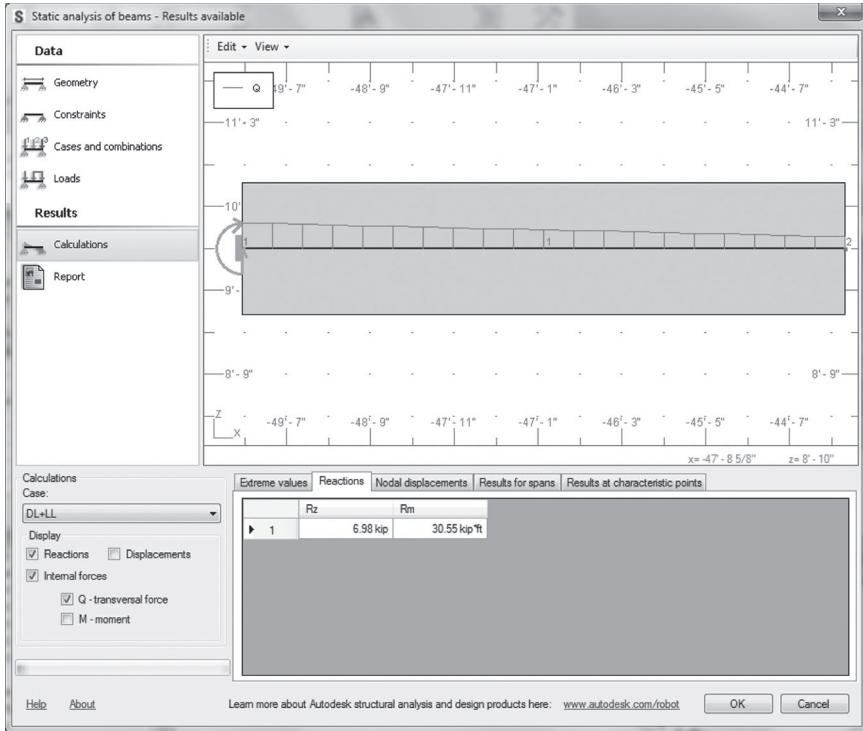 S Static analysis of beams - Results available
x
Data
Geometry
Constraints
Cases and combinations
Loads
Results
Calculations
Report
Edit View
Q
-49'- 7" -48'- 9" -47'- 11" -47'- 1" -46'- 3" -45'- 5" -44'- 7"
11'- 3" 11'- 3"
10'
1 1 2
9'-
8'- 9" 8'- 9"
Z
X
-49'- 7" -48'- 9" -47'- 11" -47'- 1" -46'- 3" -45'- 5" -44'- 7"
x= -47' - 8 5/8" z= 8' - 10"
Calculations
Case:
DL+LL
Display
Reactions Displacements
Internal forces
Q - transversal force
M - moment
Extreme values Reactions Nodal displacements Results for spans Results at characteristic points
Rz Rm
1 6.98 kip 30.55 kip*ft
Help About Learn more about Autodesk structural analysis and design products here: www.autodesk.com/robot OK Cancel